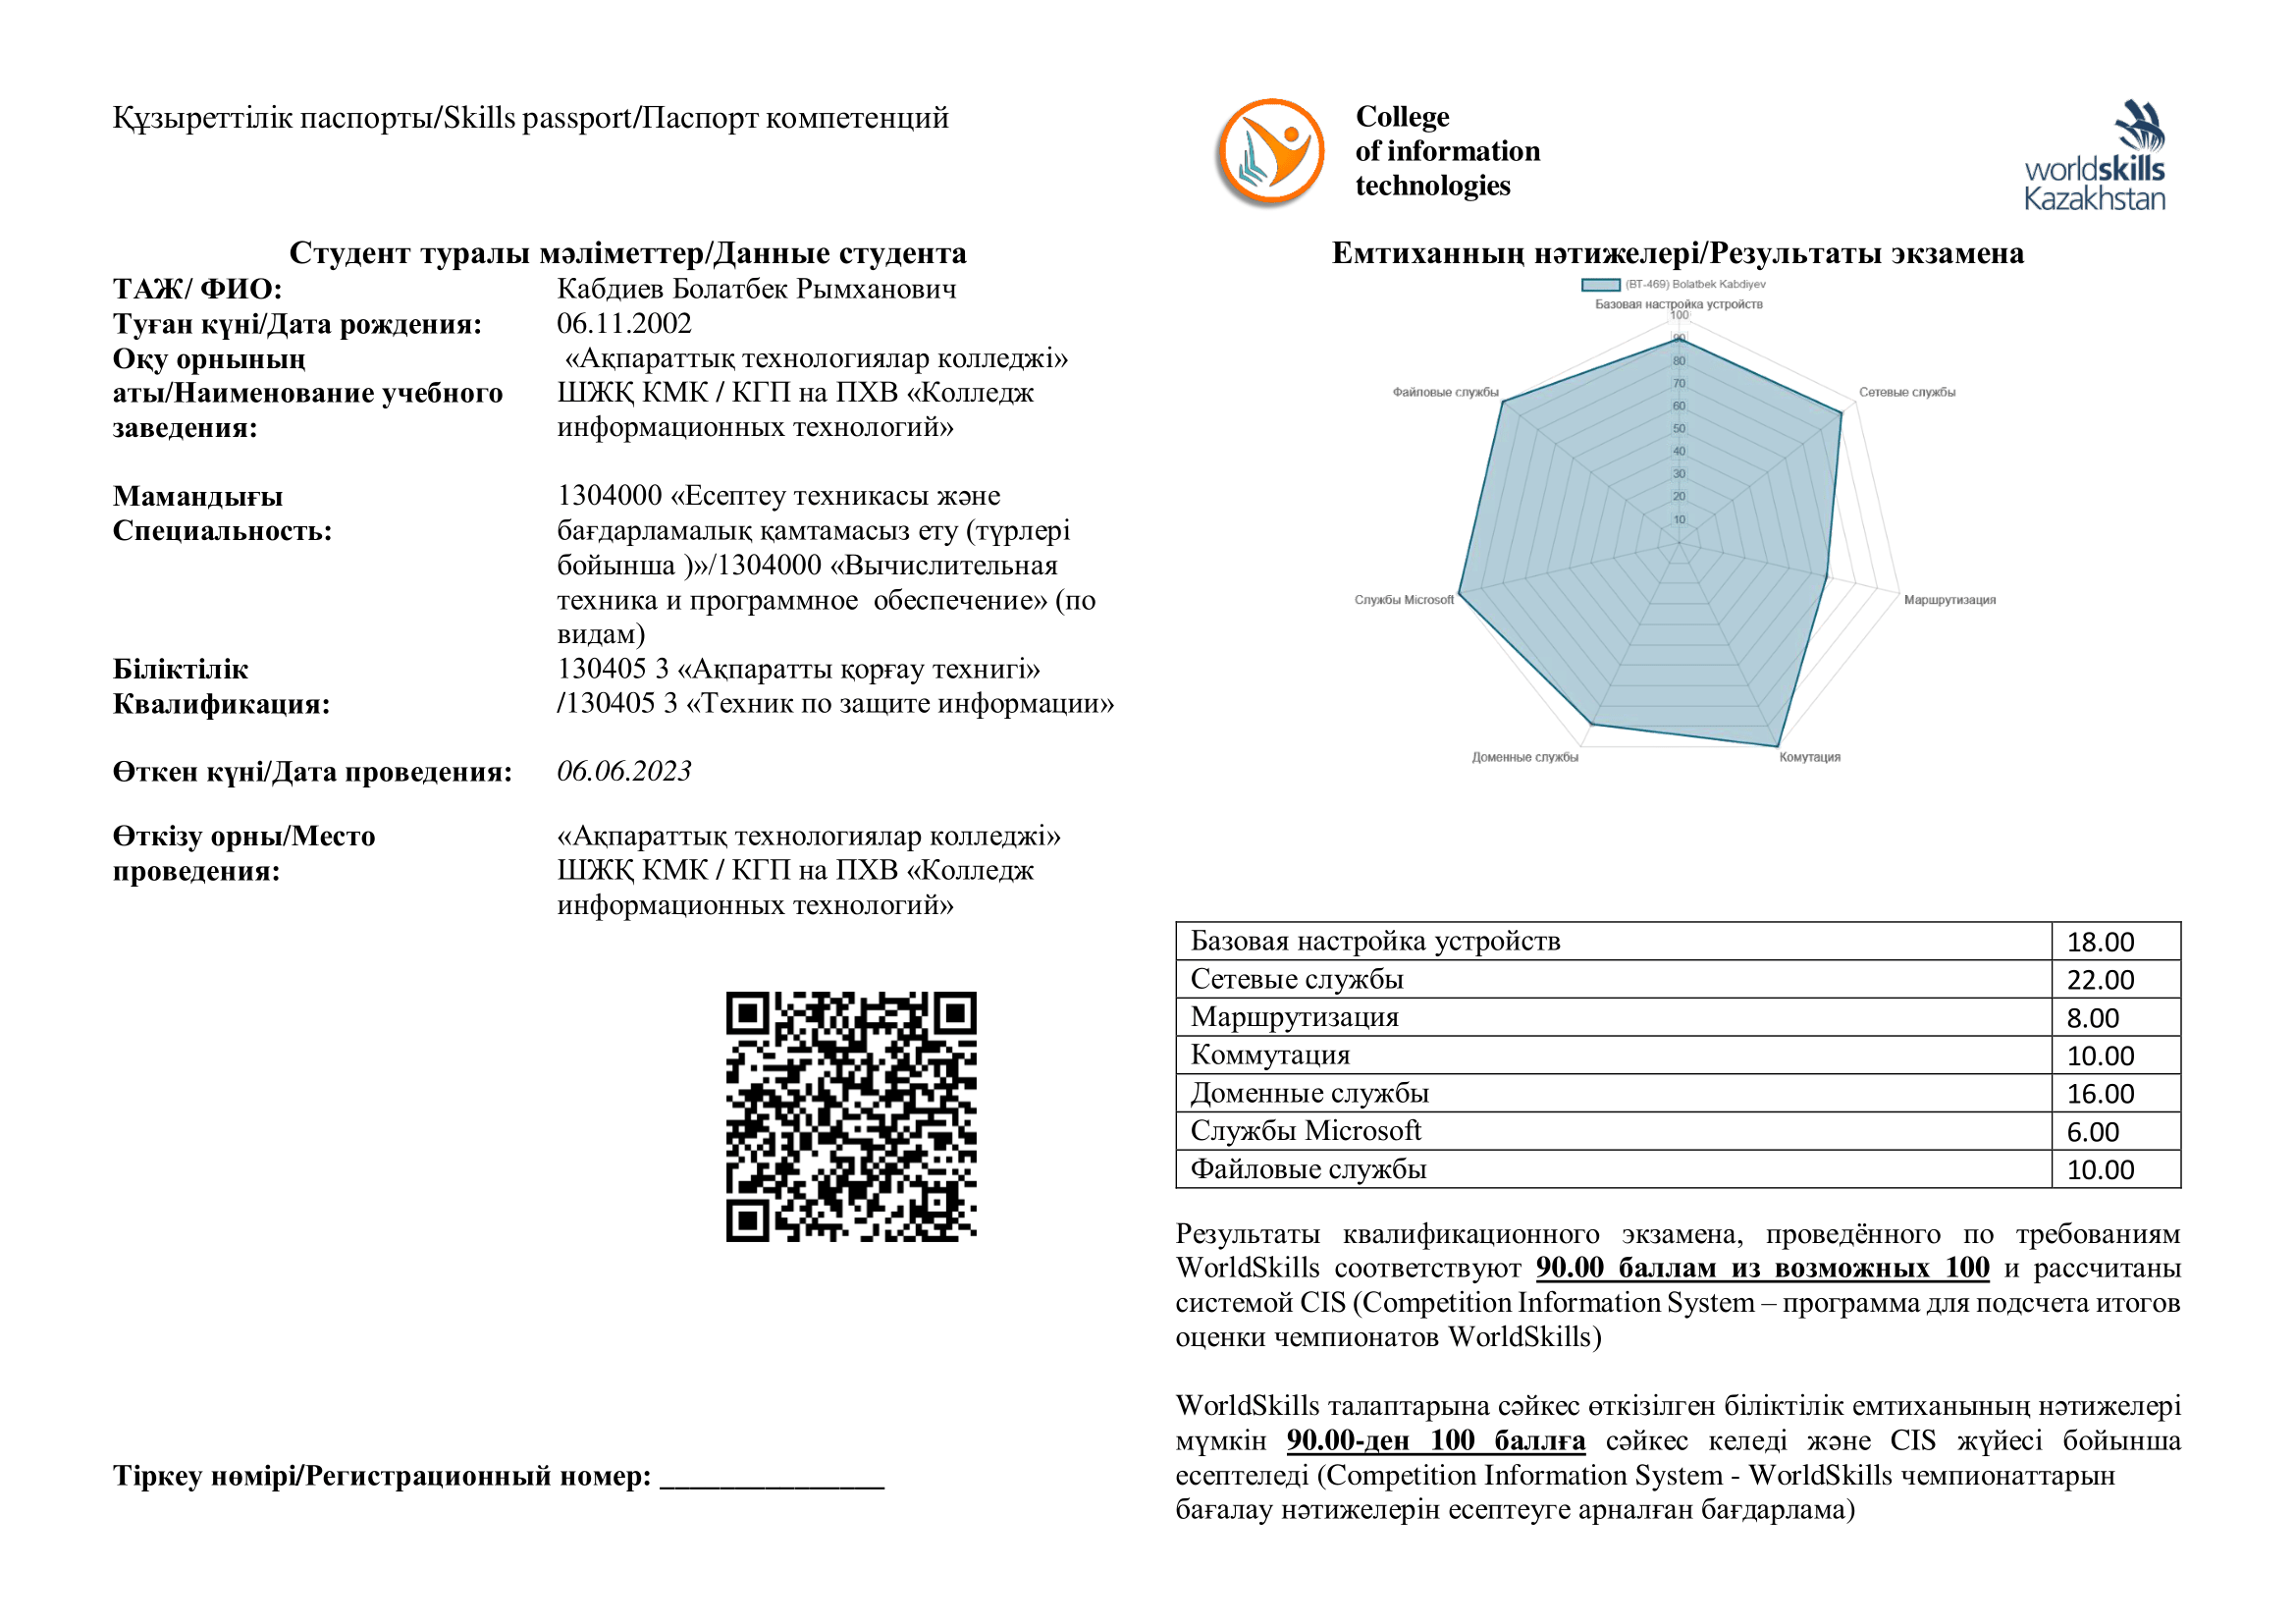 Құзыреттілік паспорты/Skills passport/Паспорт компетенций
Студент туралы мәліметтер/Данные студента
ТАЖ/ ФИО: Кабдиев Болатбек Рымханович
Туған күні/Дата рождения: 06.11.2002
Оқу орнының «Ақпараттық технологиялар колледжі»
аты/Наименование учебного ШЖҚ КМК / КГП на ПХВ «Колледж
заведения: информационных технологий»
Мамандығы 1304000 «Есептеу техникасы және
Специальность: бағдарламалық қамтамасыз ету (түрлері
бойынша )»/1304000 «Вычислительная
техника и программное обеспечение» (по
видам)
Біліктілік 130405 3 «Ақпаратты қорғау технигі»
Квалификация: /130405 3 «Техник по защите информации»
Өткен күні/Дата проведения: 06.06.2023
Өткізу орны/Место «Ақпараттық технологиялар колледжі»
проведения: ШЖҚ КМК / КГП на ПХВ «Колледж
информационных технологий»
Тіркеу нөмірі/Регистрационный номер: _______________
College
of information
technologies
worldskills
Kazakhstan
Емтиханның нәтижелері/Результаты экзамена
(BT-469) Bolatbek Kabdiyev
Базовая настройка устройств
100
90
80
70
60
50
40
30
20
10
Файловые службы
Сетевые службы
Службы Microsoft
Маршрутизация
Доменные службы
Комутация
Базовая настройка устройств 18.00
Сетевые службы 22.00
Маршрутизация 8.00
Коммутация 10.00
Доменные службы 16.00
Службы Microsoft 6.00
Файловые службы 10.00
Результаты квалификационного экзамена, проведённого по требованиям
WorldSkills соответствуют 90.00 баллам из возможных 100 и рассчитаны
системой CIS (Competition Information System – программа для подсчета итогов
оценки чемпионатов WorldSkills)
WorldSkills талаптарына сәйкес өткізілген біліктілік емтиханының нәтижелері
мүмкін 90.00-ден 100 баллға сәйкес келеді және CIS жүйесі бойынша
есептеледі (Competition Information System - WorldSkills чемпионаттарын
бағалау нәтижелерін есептеуге арналған бағдарлама)